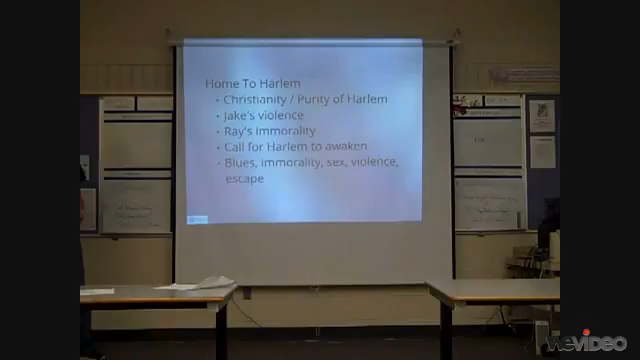 Home To Harlem
• Christianity / Purity of Harlem
• Jake's violence
• Ray's immorality
• Call for Harlem to awaken
• Blues, immorality, sex, violence,
escape
WEVIDEO